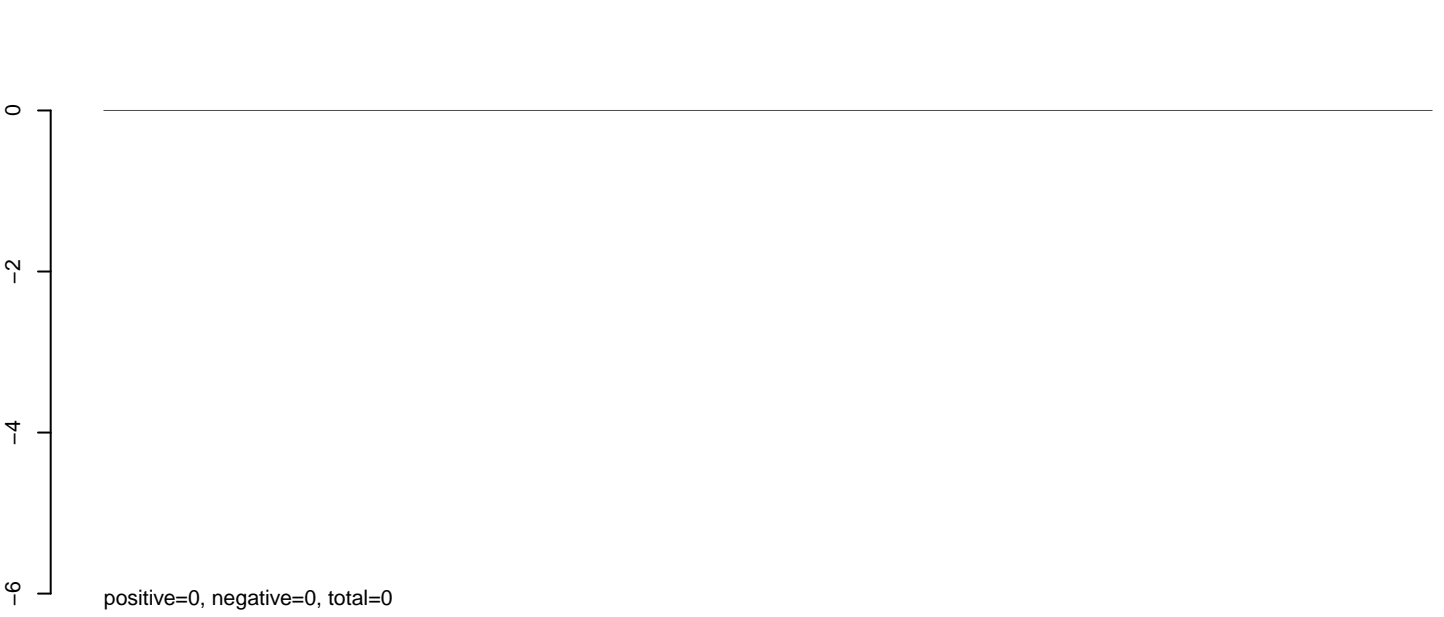 0
−2
−4
−6
positive=0, negative=0, total=0